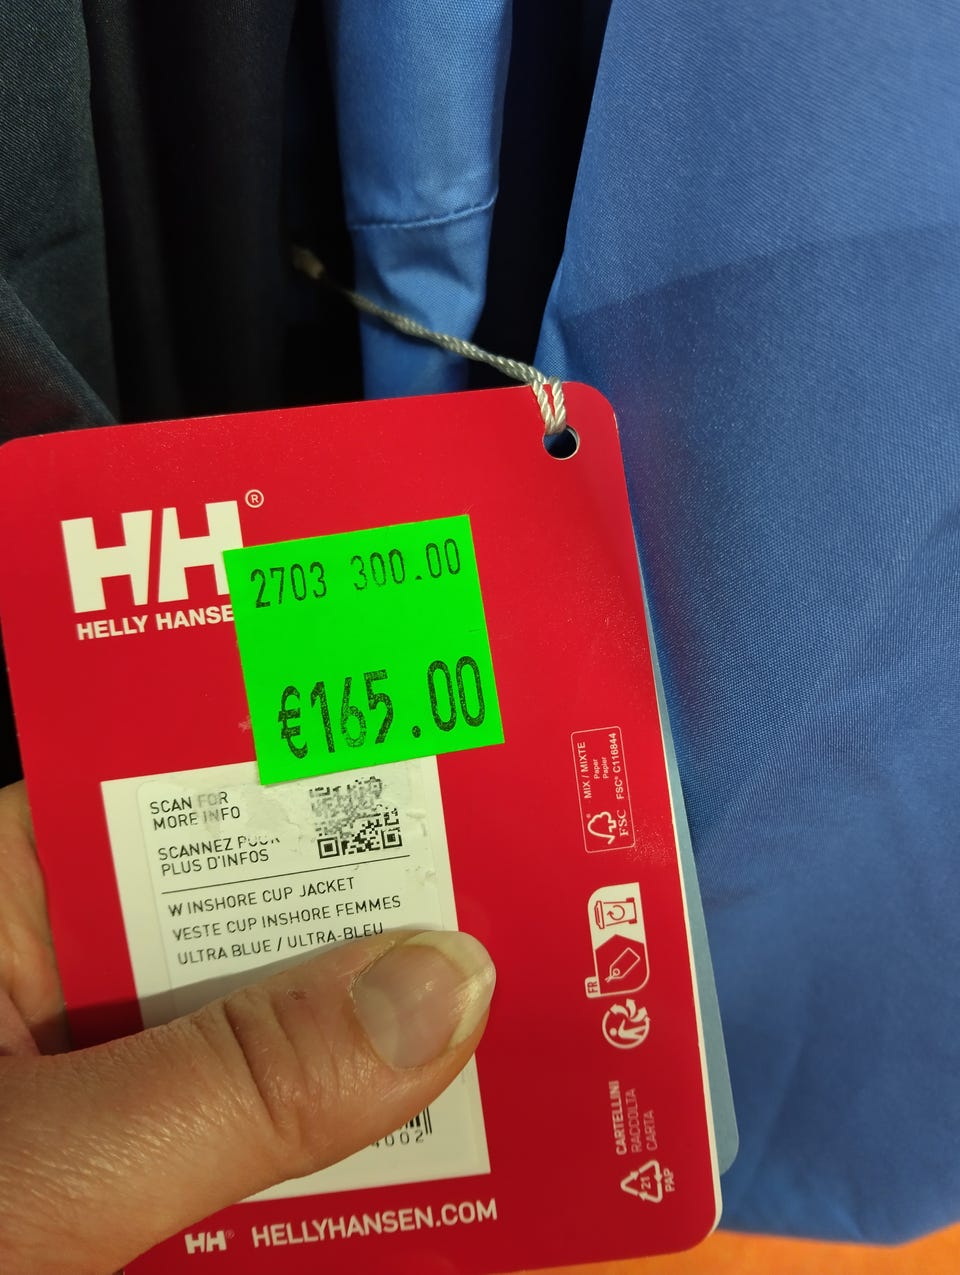 HH®
HELLY HANSE
2703 300.00
€165.00
SCAN FOR
MORE INFO
SCANNEZ POUR
PLUS D'INFOS
W INSHORE CUP JACKET
VESTE CUP INSHORE FEMMES
ULTRA BLUE / ULTRA-BLEU
4002
MIX / MIXTE
Paper
Papier
FSC® C116844
FSC
FR
CARTELLINI
RACCOLTA
CARTA
21
PAP
HH® HELLYHANSEN.COM